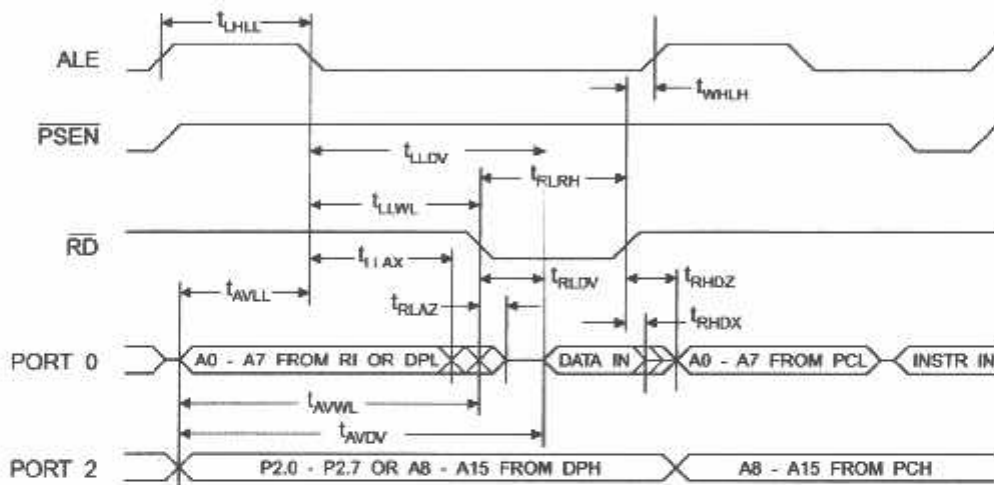 tLHLL
ALE
tWHLH
PSEN
tLLDV
tRLRH
tLLWL
RD
tLLAX
tRLDV
tRHDZ
tAVLL
tRLAZ
tRHDX
PORT 0
A0 - A7 FROM RI OR DPL
DATA IN
A0 - A7 FROM PCL
INSTR IN
tAVWL
tAVDV
PORT 2
P2.0 - P2.7 OR A8 - A15 FROM DPH
A8 - A15 FROM PCH